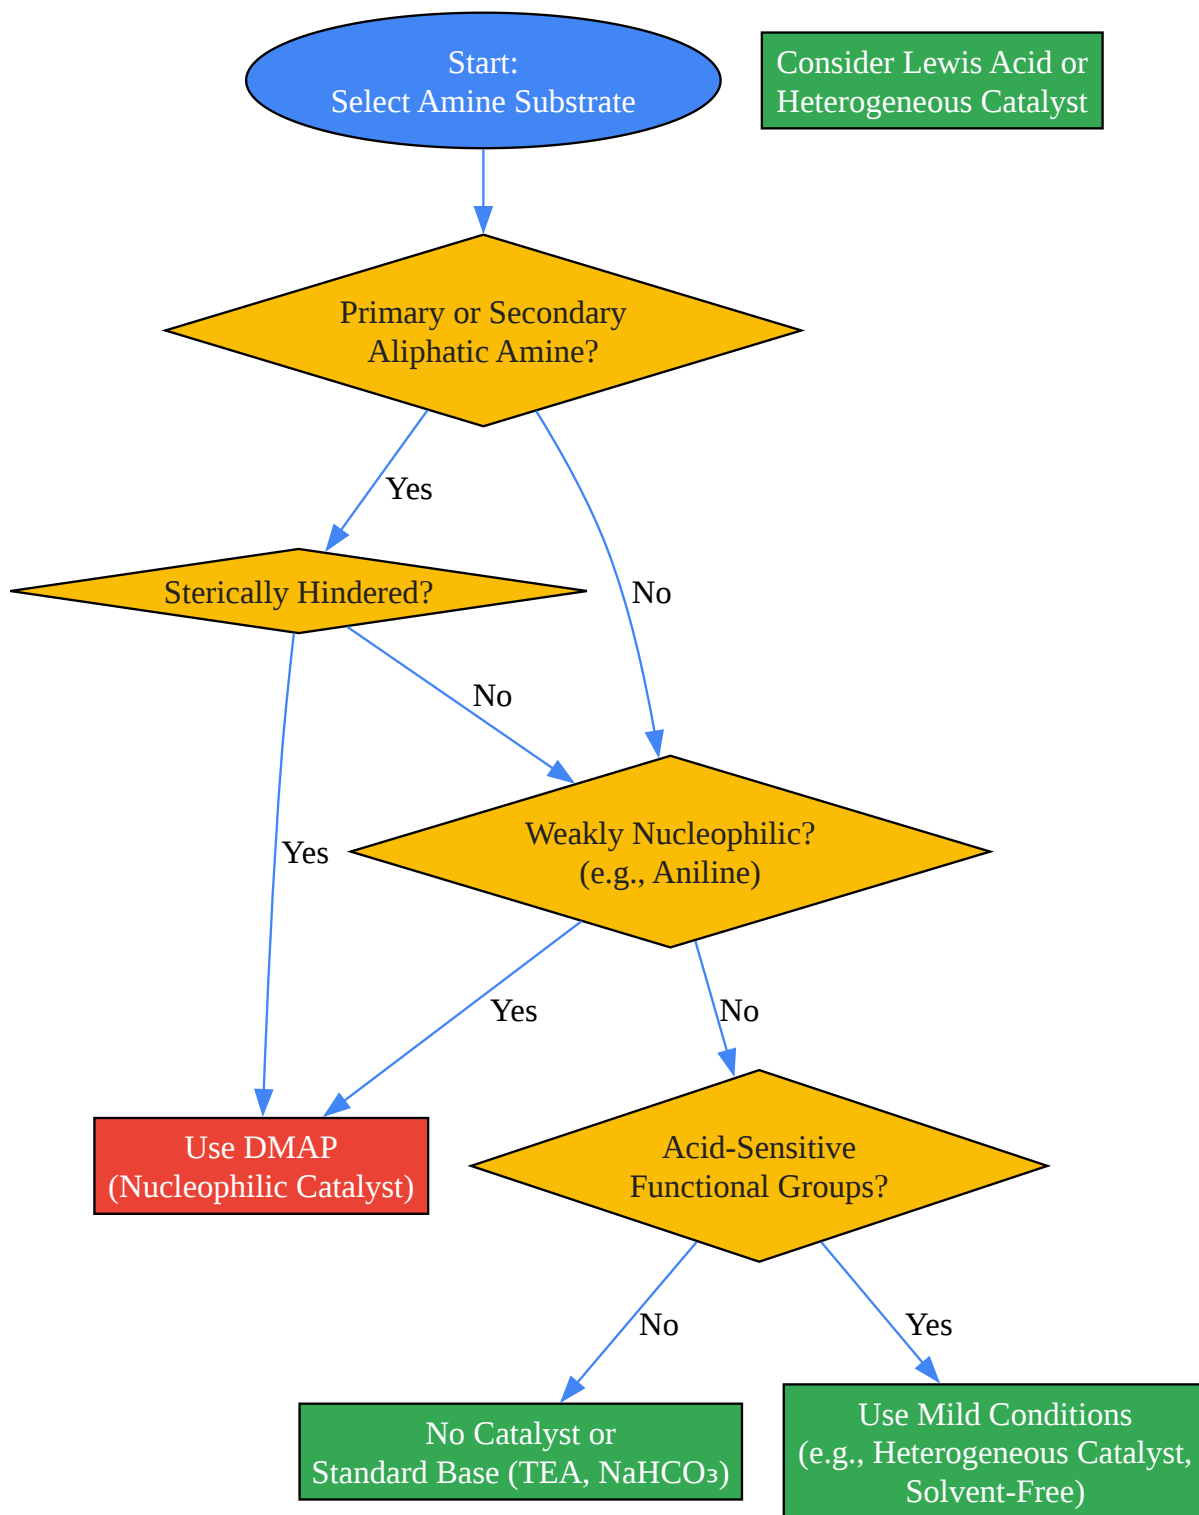 Start:
Select Amine Substrate
Consider Lewis Acid or
Heterogeneous Catalyst
Primary or Secondary
Aliphatic Amine?
Yes
Sterically Hindered?
No
No
Weakly Nucleophilic?
(e.g., Aniline)
Yes
Yes
No
Use DMAP
(Nucleophilic Catalyst)
Acid-Sensitive
Functional Groups?
No
Yes
No Catalyst or
Standard Base (TEA, NaHCO₃)
Use Mild Conditions
(e.g., Heterogeneous Catalyst,
Solvent-Free)